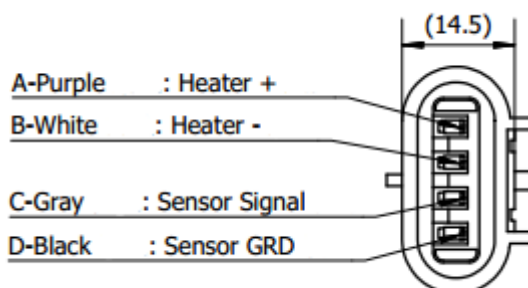 (14.5)
A-Purple : Heater +
B-White : Heater -
C-Gray : Sensor Signal
D-Black : Sensor GRD